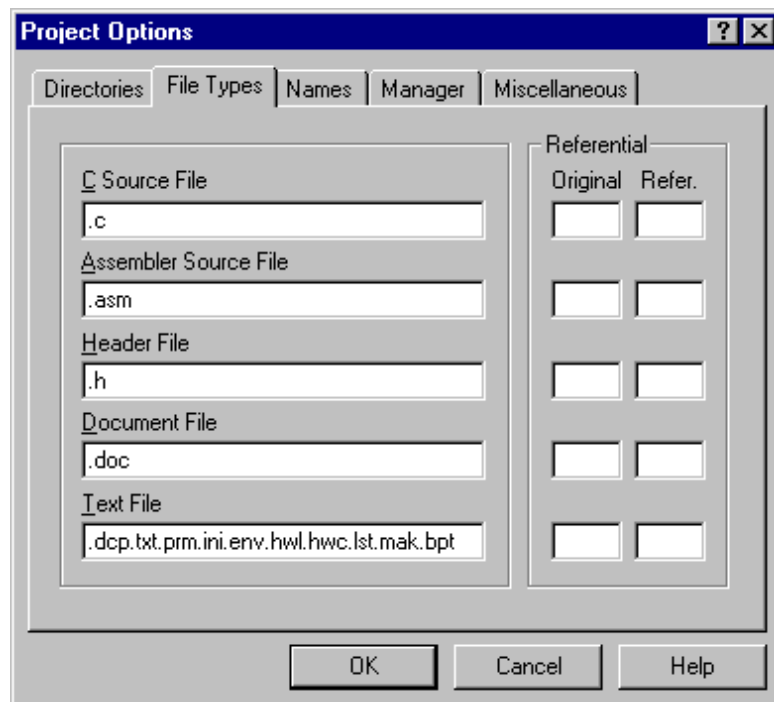 Project Options
Directories File Types Names Manager Miscellaneous
Referential
C Source File Original Refer.
.c
Assembler Source File
.asm
Header File
.h
Document File
.doc
Text File
.dcp.txt.prm.ini.env.hwl.hwc.lst.mak.bpt
OK Cancel Help